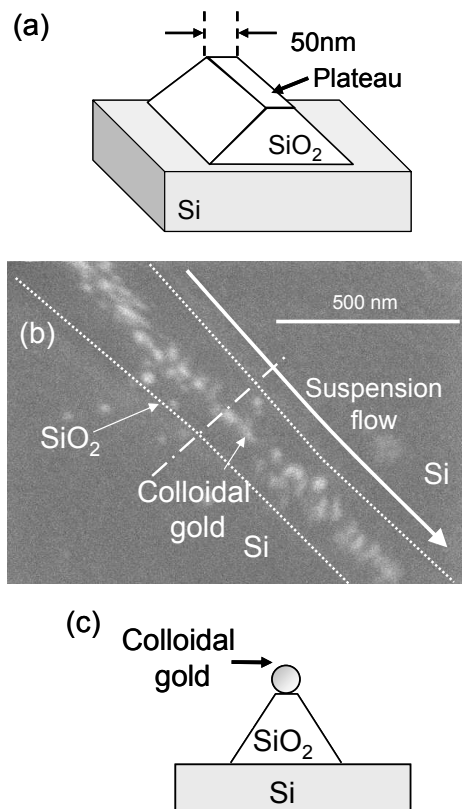 (a)
50nm
Plateau
SiO2
Si
(b)
500 nm
Suspension
flow
SiO2
Si
Colloidal
gold
Si
(c)
Colloidal
gold
SiO2
Si